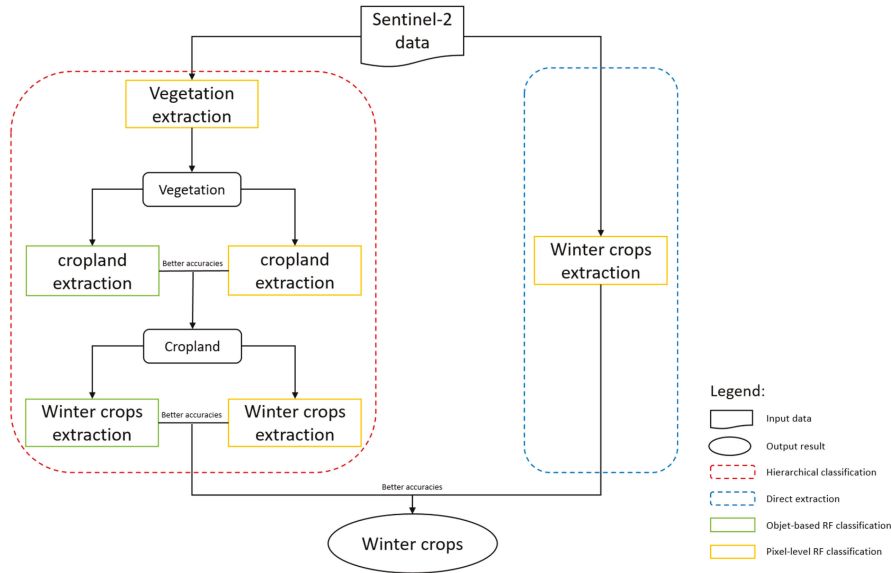 Sentinel-2
data
Vegetation
extraction
Vegetation
cropland
extraction
Better accuracies
cropland
extraction
Winter crops
extraction
Cropland
Winter crops
extraction
Better accuracies
Winter crops
extraction
Better accuracies
Winter crops
Legend:
Input data
Output result
Hierarchical classification
Direct extraction
Objet-based RF classification
Pixel-level RF classification